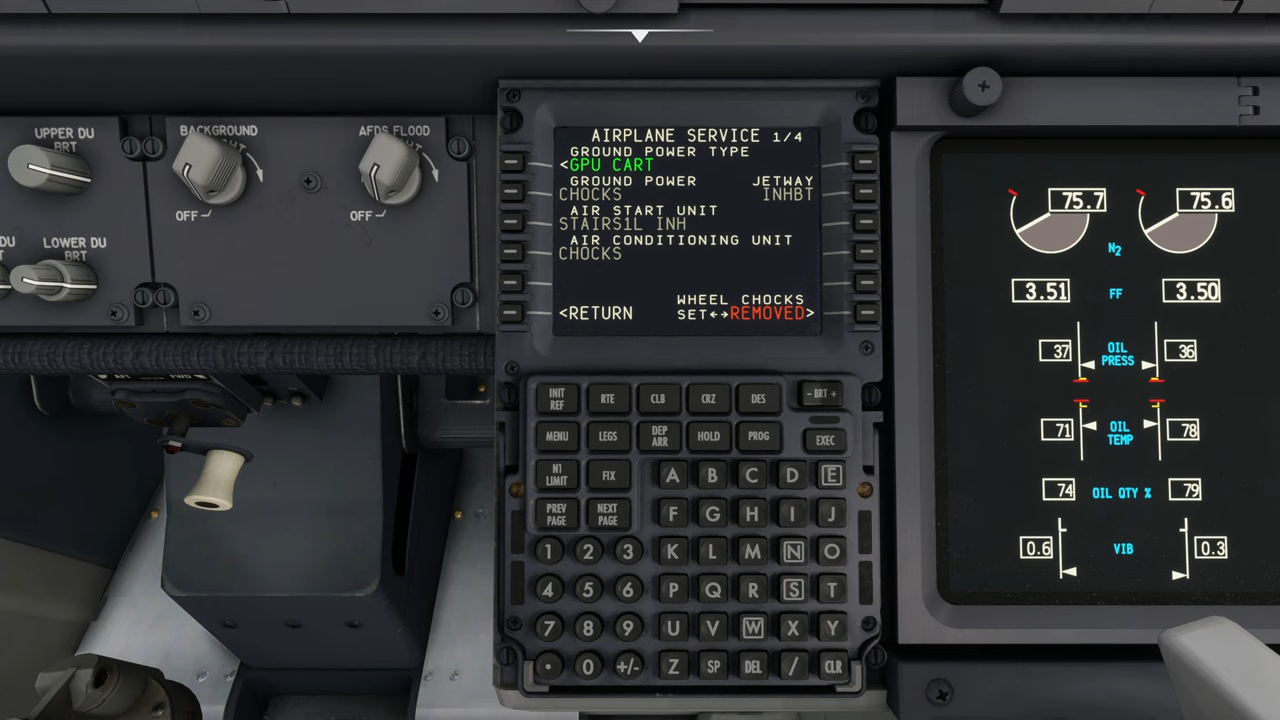 UPPER DU
BRT
BACKGROUND
AFDS FLOOD
OFF
OFF
LOWER DU
BRT
DU
AIRPLANE SERVICE 1/4
GROUND POWER TYPE
<GPU CART
GROUND POWER JETWAY
CHOCKS INHBT
AIR START UNIT
STAIRS1L INH
AIR CONDITIONING UNIT
CHOCKS
WHEEL CHOCKS
<RETURN SET←→REMOVED>
INIT REF RTE CLB CRZ DES - BRT +
MENU LEGS DEP ARR HOLD PROG EXEC
N1 LIMIT FIX A B C D E
PREV PAGE NEXT PAGE F G H I J
1 2 3 K L M N O
4 5 6 P Q R S T
7 8 9 U V W X Y
. 0 +/- Z SP DEL / CLR
75.7 75.6
N2
3.51 FF 3.50
37 OIL PRESS 36
71 OIL TEMP 78
74 OIL QTY % 79
0.6 VIB 0.3